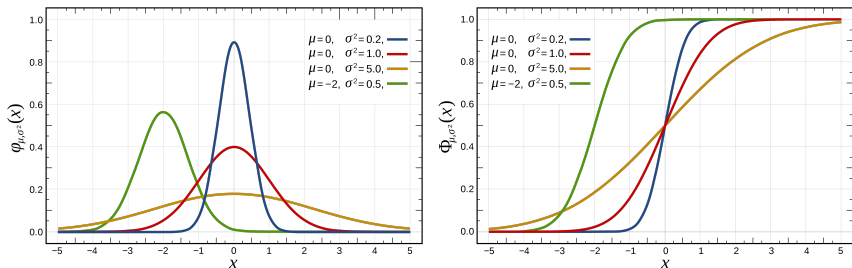 1.0
0.8
0.6
0.4
0.2
0.0
φμ,σ²(x)
μ=0, σ²=0.2,
μ=0, σ²=1.0,
μ=0, σ²=5.0,
μ=−2, σ²=0.5,
−5 −4 −3 −2 −1 0 1 2 3 4 5
x
1.0
0.8
0.6
0.4
0.2
0.0
Φμ,σ²(x)
μ=0, σ²=0.2,
μ=0, σ²=1.0,
μ=0, σ²=5.0,
μ=−2, σ²=0.5,
−5 −4 −3 −2 −1 0 1 2 3 4 5
x